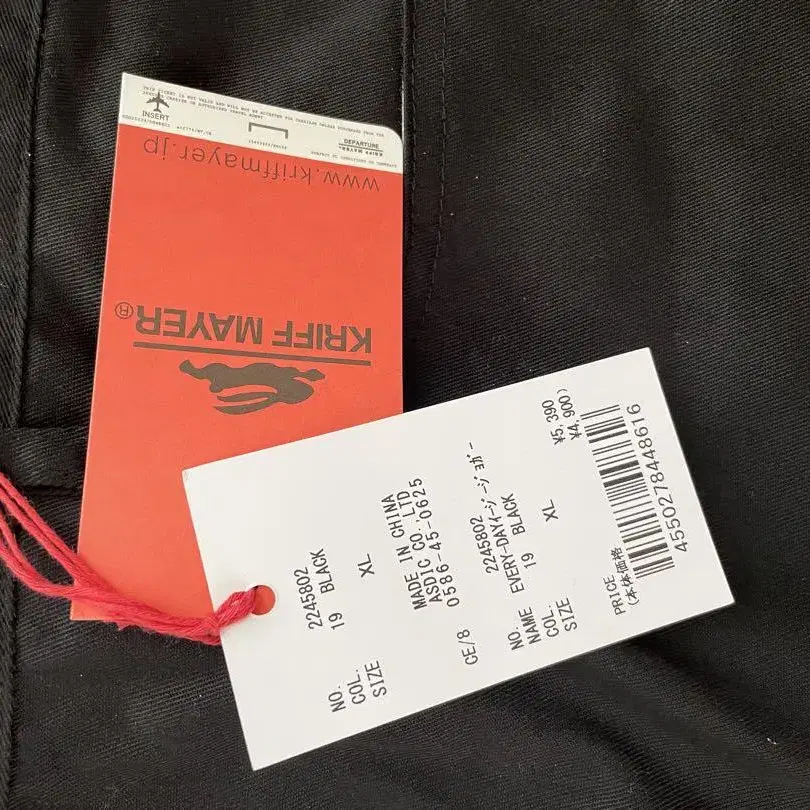 INSERT
DEPARTURE
KRIFF MAYER.
www.kriffmayer.jp
KRIFF MAYER®
NO. 2245802
COL. 19 BLACK
SIZE XL
MADE IN CHINA
ASDIC CO. LTD
0586-45-0625
CE/8
NO. 2245802
NAME EVERY-DAYｲｰｼﾞｰｼﾞｮｶﾞｰ
COL. 19 BLACK
SIZE XL
PRICE ¥5,390
(本体価格 ¥4,900)
4550278448616